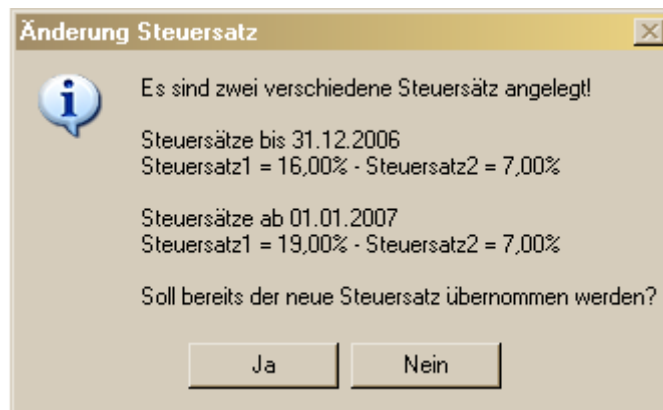 Änderung Steuersatz
Es sind zwei verschiedene Steuersätz angelegt!
Steuersätze bis 31.12.2006
Steuersatz1 = 16,00% - Steuersatz2 = 7,00%
Steuersätze ab 01.01.2007
Steuersatz1 = 19,00% - Steuersatz2 = 7,00%
Soll bereits der neue Steuersatz übernommen werden?
Ja
Nein